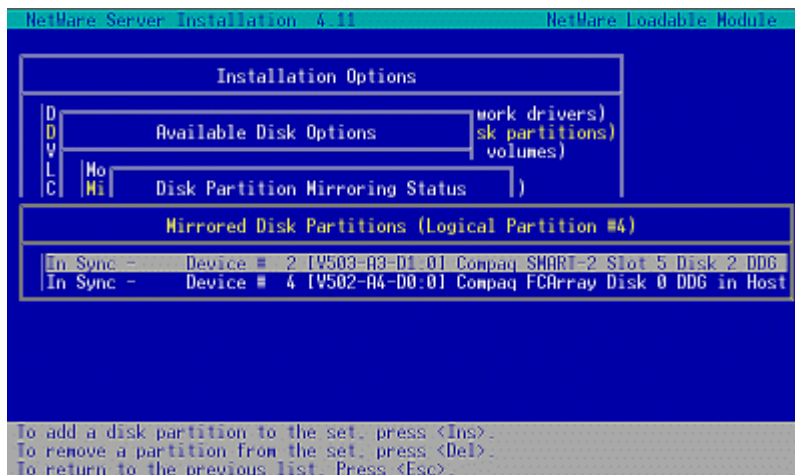 NetWare Server Installation 4.11 NetWare Loadable Module
Installation Options
D work drivers)
Available Disk Options
D sk partitions)
V volumes)
L Mo
C Mi Disk Partition Mirroring Status )
Mirrored Disk Partitions (Logical Partition #4)
In Sync - Device # 2 [V503-A3-D1:0] Compaq SMART-2 Slot 5 Disk 2 DDG
In Sync - Device # 4 [V502-A4-D0:0] Compaq FCArray Disk 0 DDG in Host
To add a disk partition to the set, press <Ins>.
To remove a partition from the set, press <Del>.
To return to the previous list, Press <Esc>.